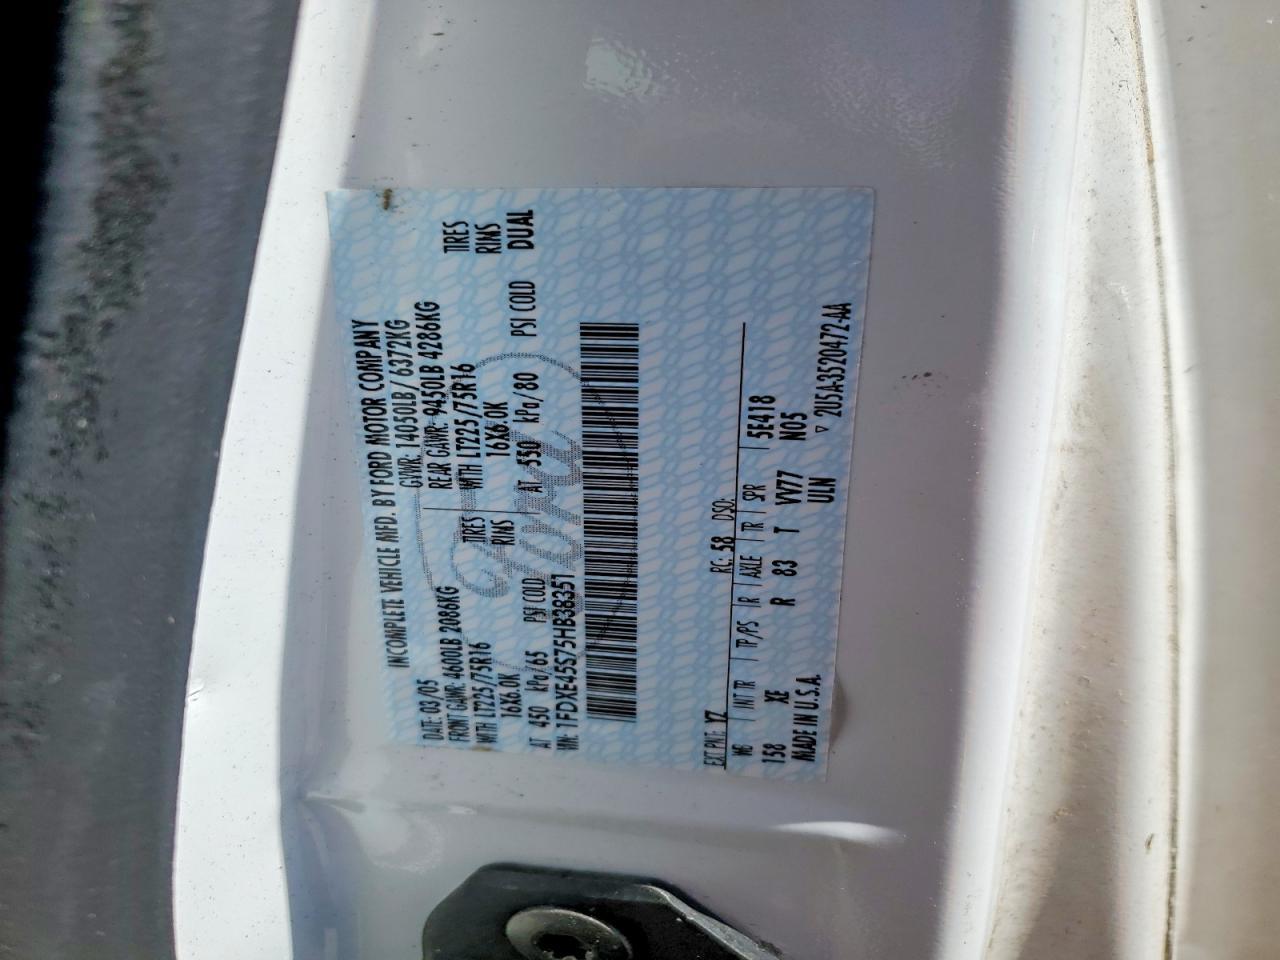 INCOMPLETE VEHICLE MFD. BY FORD MOTOR COMPANY
DATE: 03/05 GVWR: 14050LB/ 6372KG
FRONT GAWR: 4600LB 2086KG REAR GAWR: 9450LB 4286KG
WITH LT225/75R16 TIRES WITH LT225/75R16 TIRES
16X6.0K RIMS 16X6.0K RIMS
AT 450 kPa/65 PSI COLD AT 550 kPa/80 PSI COLD DUAL
VIN: 1FDXE45S75HB38351
Ford
EXT PNT: YZ RC: 58 DSO:
WB INT TR TP/PS R AXLE TR SPR 5E418
158 XE R 83 T VV77 N05
MADE IN U.S.A. ULN ▽ 2U5A-3520472-AA